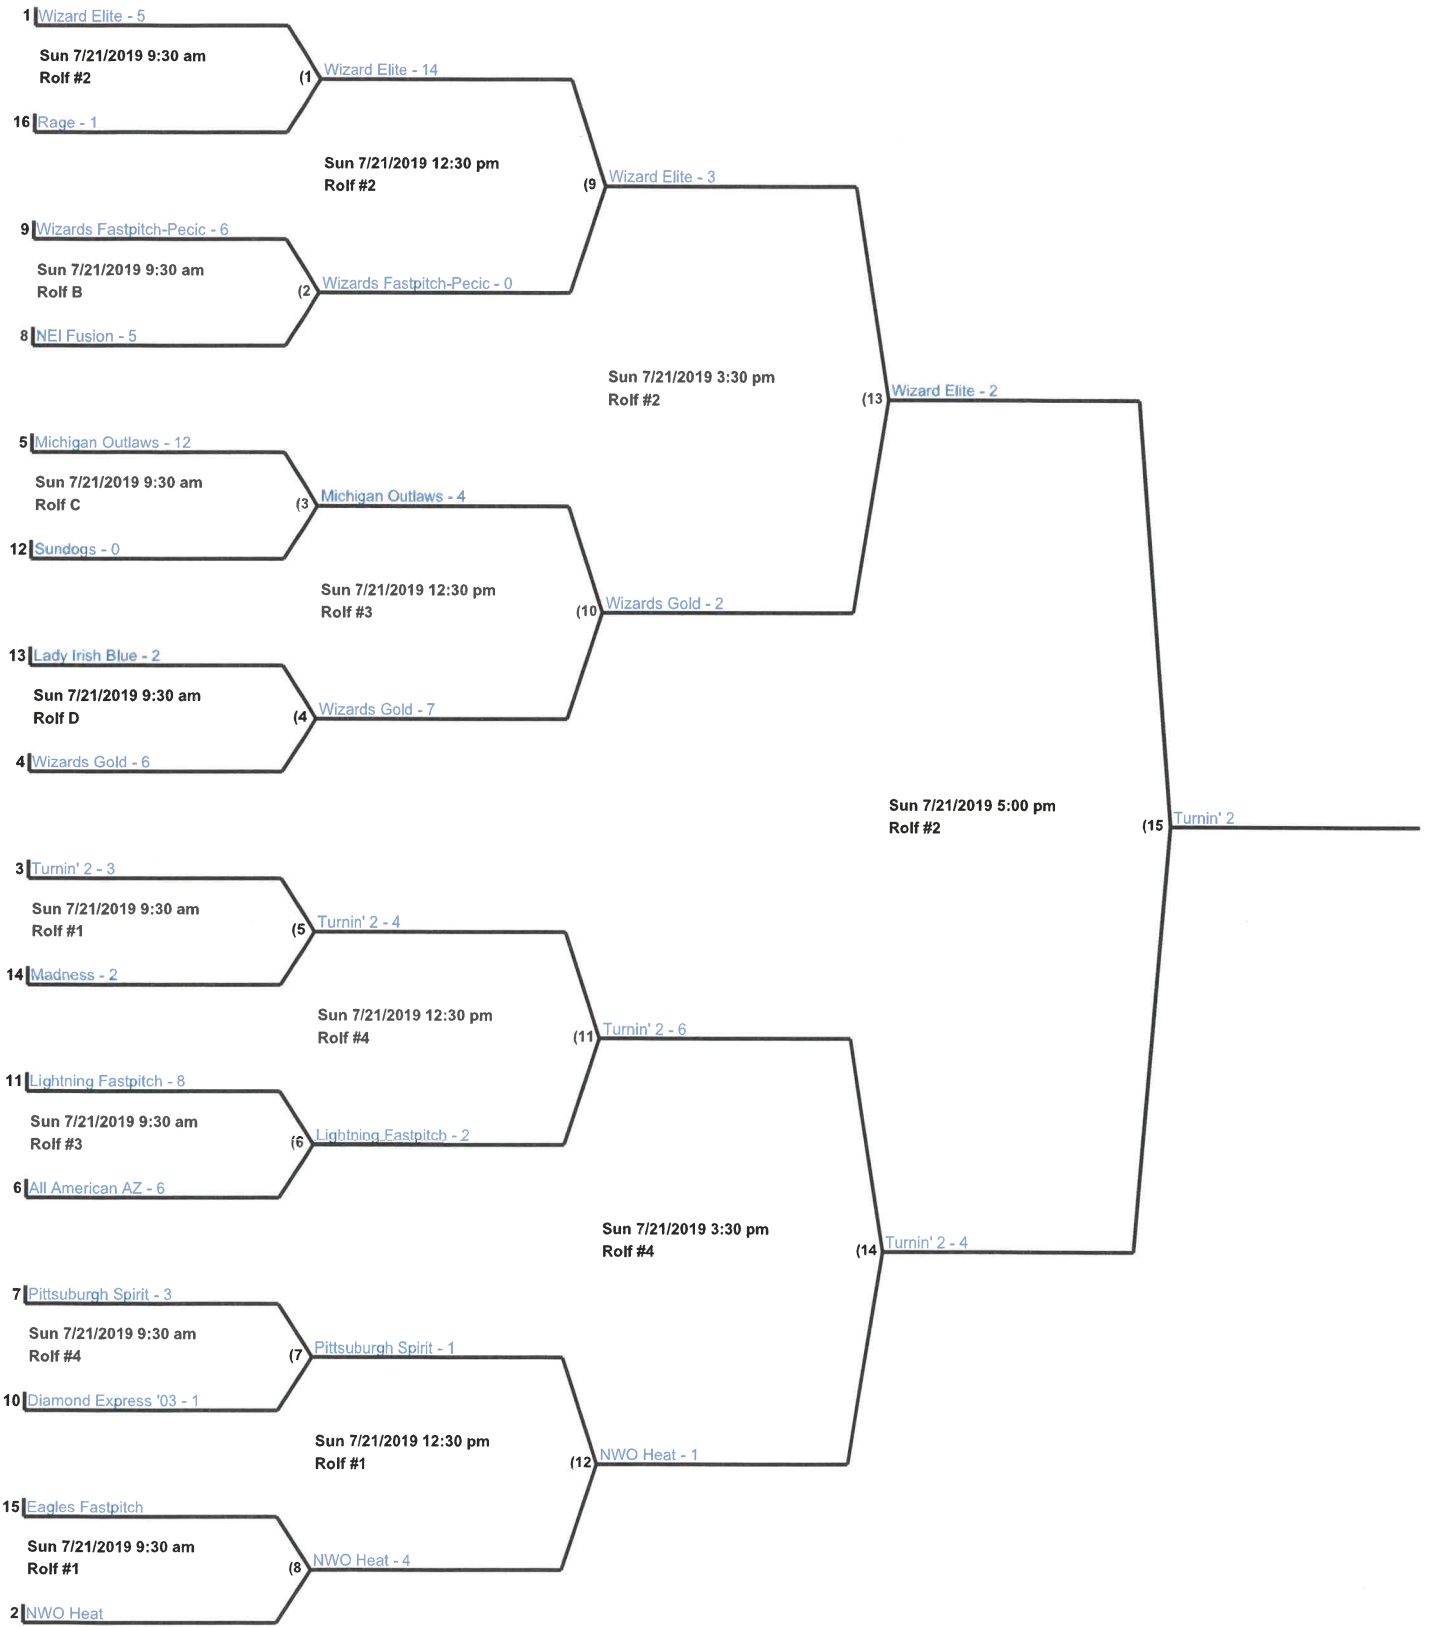 1 Wizard Elite - 5
Sun 7/21/2019 9:30 am
Rolf #2
(1
Wizard Elite - 14
16 Rage - 1
Sun 7/21/2019 12:30 pm
Rolf #2
(9
Wizard Elite - 3
9 Wizards Fastpitch-Pecic - 6
Sun 7/21/2019 9:30 am
Rolf B
(2
Wizards Fastpitch-Pecic - 0
8 NEI Fusion - 5
Sun 7/21/2019 3:30 pm
Rolf #2
(13
Wizard Elite - 2
5 Michigan Outlaws - 12
Sun 7/21/2019 9:30 am
Rolf C
(3
Michigan Outlaws - 4
12 Sundogs - 0
Sun 7/21/2019 12:30 pm
Rolf #3
(10
Wizards Gold - 2
13 Lady Irish Blue - 2
Sun 7/21/2019 9:30 am
Rolf D
(4
Wizards Gold - 7
4 Wizards Gold - 6
Sun 7/21/2019 5:00 pm
Rolf #2
(15
Turnin' 2
3 Turnin' 2 - 3
Sun 7/21/2019 9:30 am
Rolf #1
(5
Turnin' 2 - 4
14 Madness - 2
Sun 7/21/2019 12:30 pm
Rolf #4
(11
Turnin' 2 - 6
11 Lightning Fastpitch - 8
Sun 7/21/2019 9:30 am
Rolf #3
(6
Lightning Fastpitch - 2
6 All American AZ - 6
Sun 7/21/2019 3:30 pm
Rolf #4
(14
Turnin' 2 - 4
7 Pittsuburgh Spirit - 3
Sun 7/21/2019 9:30 am
Rolf #4
(7
Pittsuburgh Spirit - 1
10 Diamond Express '03 - 1
Sun 7/21/2019 12:30 pm
Rolf #1
(12
NWO Heat - 1
15 Eagles Fastpitch
Sun 7/21/2019 9:30 am
Rolf #1
(8
NWO Heat - 4
2 NWO Heat